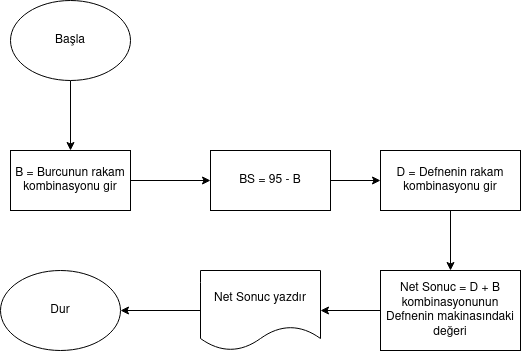 Başla
B = Burcunun rakam
kombinasyonu gir
BS = 95 - B
D = Defnenin rakam
kombinasyonu gir
Net Sonuc = D + B
kombinasyonunun
Defnenin makinasındaki
değeri
Net Sonuc yazdır
Dur